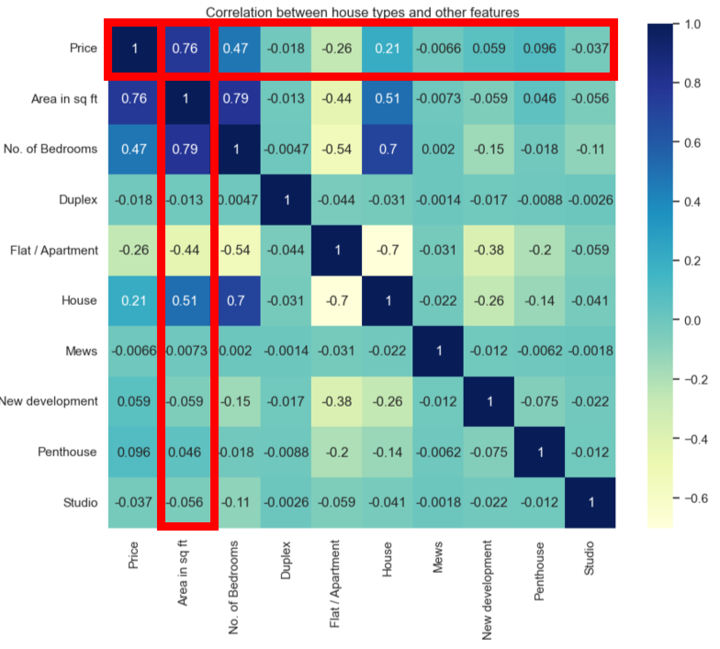 Correlation between house types and other features
Price 1 0.76 0.47 -0.018 -0.26 0.21 -0.0066 0.059 0.096 -0.037
Area in sq ft 0.76 1 0.79 -0.013 -0.44 0.51 -0.0073 -0.059 0.046 -0.056
No. of Bedrooms 0.47 0.79 1 -0.0047 -0.54 0.7 0.002 -0.15 -0.018 -0.11
Duplex -0.018 -0.013 0.0047 1 -0.044 -0.031 -0.0014 -0.017 -0.0088 -0.0026
Flat / Apartment -0.26 -0.44 -0.54 -0.044 1 -0.7 -0.031 -0.38 -0.2 -0.059
House 0.21 0.51 0.7 -0.031 -0.7 1 -0.022 -0.26 -0.14 -0.041
Mews -0.0066 0.0073 0.002 -0.0014 -0.031 -0.022 1 -0.012 -0.0062 -0.0018
New development 0.059 -0.059 -0.15 -0.017 -0.38 -0.26 -0.012 1 -0.075 -0.022
Penthouse 0.096 0.046 0.018 -0.0088 -0.2 -0.14 -0.0062 -0.075 1 -0.012
Studio -0.037 -0.056 -0.11 -0.0026 -0.059 -0.041 -0.0018 -0.022 -0.012 1
Price
Area in sq ft
No. of Bedrooms
Duplex
Flat / Apartment
House
Mews
New development
Penthouse
Studio
1.0
0.8
0.6
0.4
0.2
0.0
−0.2
−0.4
−0.6